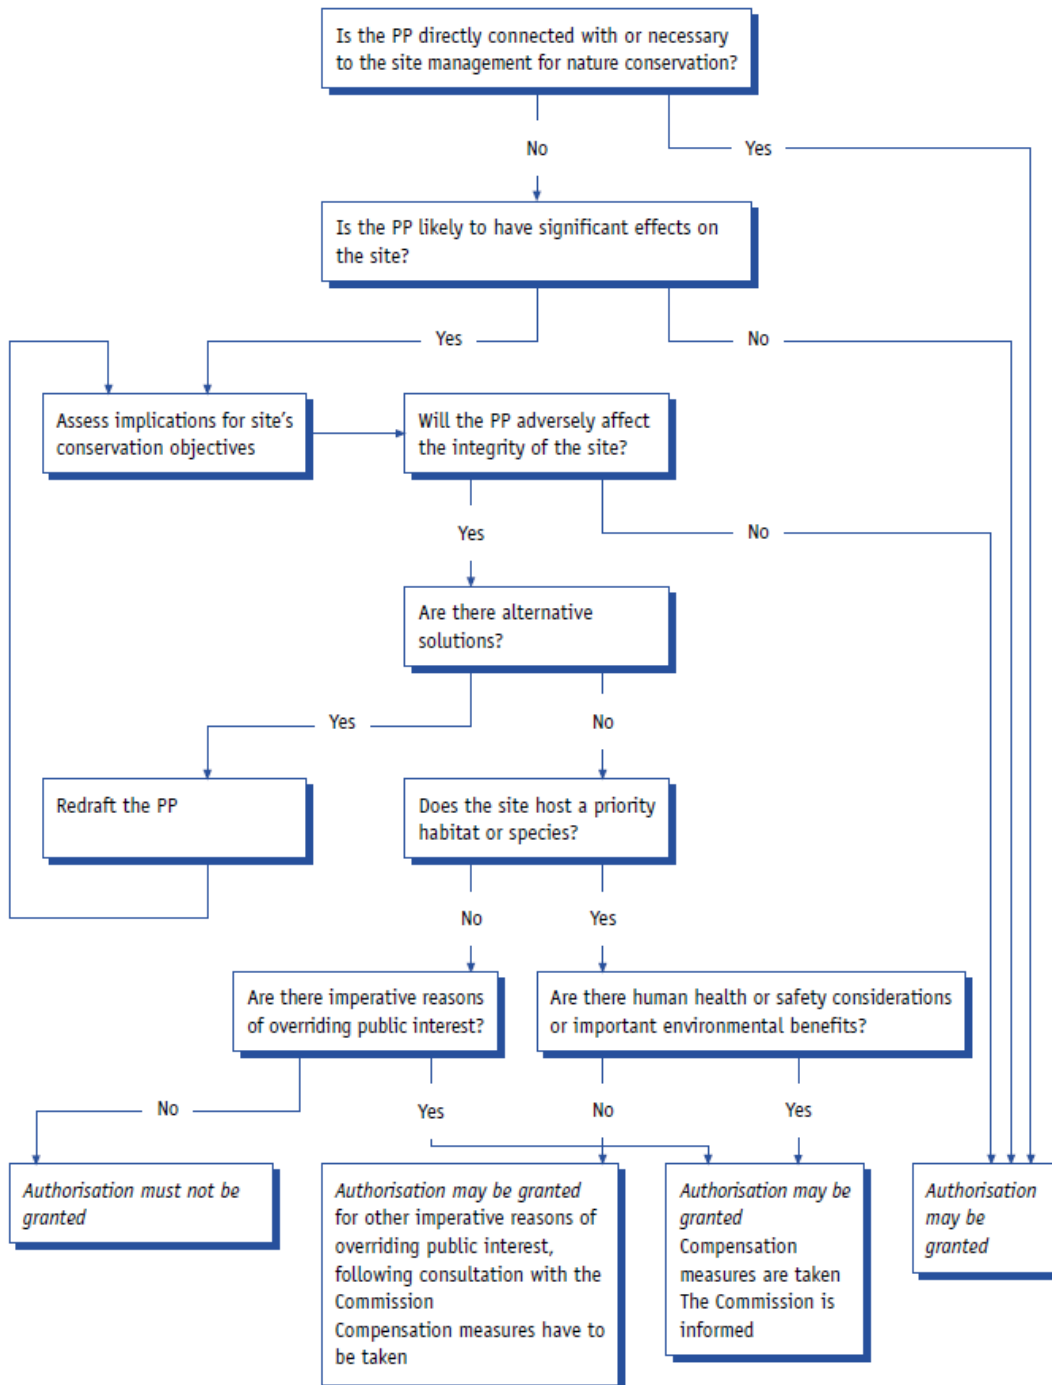 Is the PP directly connected with or necessary
to the site management for nature conservation?
No
Yes
Is the PP likely to have significant effects on
the site?
Yes
No
Assess implications for site's
conservation objectives
Will the PP adversely affect
the integrity of the site?
Yes
No
Are there alternative
solutions?
Yes
No
Redraft the PP
Does the site host a priority
habitat or species?
No
Yes
Are there imperative reasons
of overriding public interest?
Are there human health or safety considerations
or important environmental benefits?
No
Yes
No
Yes
Authorisation must not be
granted
Authorisation may be granted
for other imperative reasons of
overriding public interest,
following consultation with the
Commission
Compensation measures have to
be taken
Authorisation may be
granted
Compensation
measures are taken
The Commission is
informed
Authorisation
may be
granted